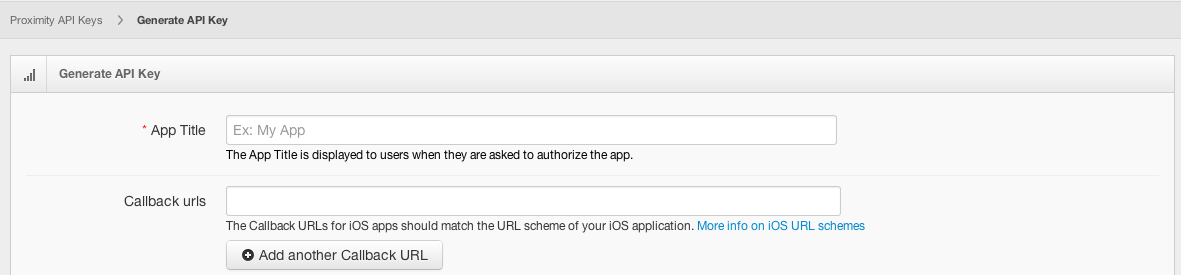 Proximity API Keys > Generate API Key
Generate API Key
* App Title
Ex: My App
The App Title is displayed to users when they are asked to authorize the app.
Callback urls
The Callback URLs for iOS apps should match the URL scheme of your iOS application. More info on iOS URL schemes
Add another Callback URL